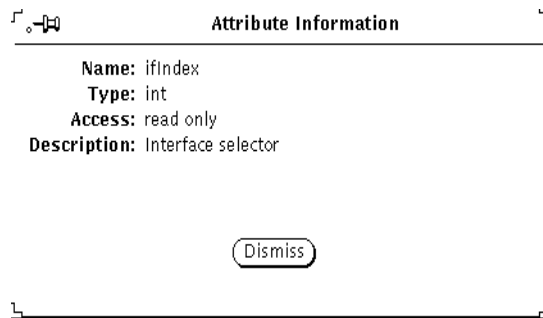 Attribute Information
Name: ifIndex
Type: int
Access: read only
Description: Interface selector
Dismiss